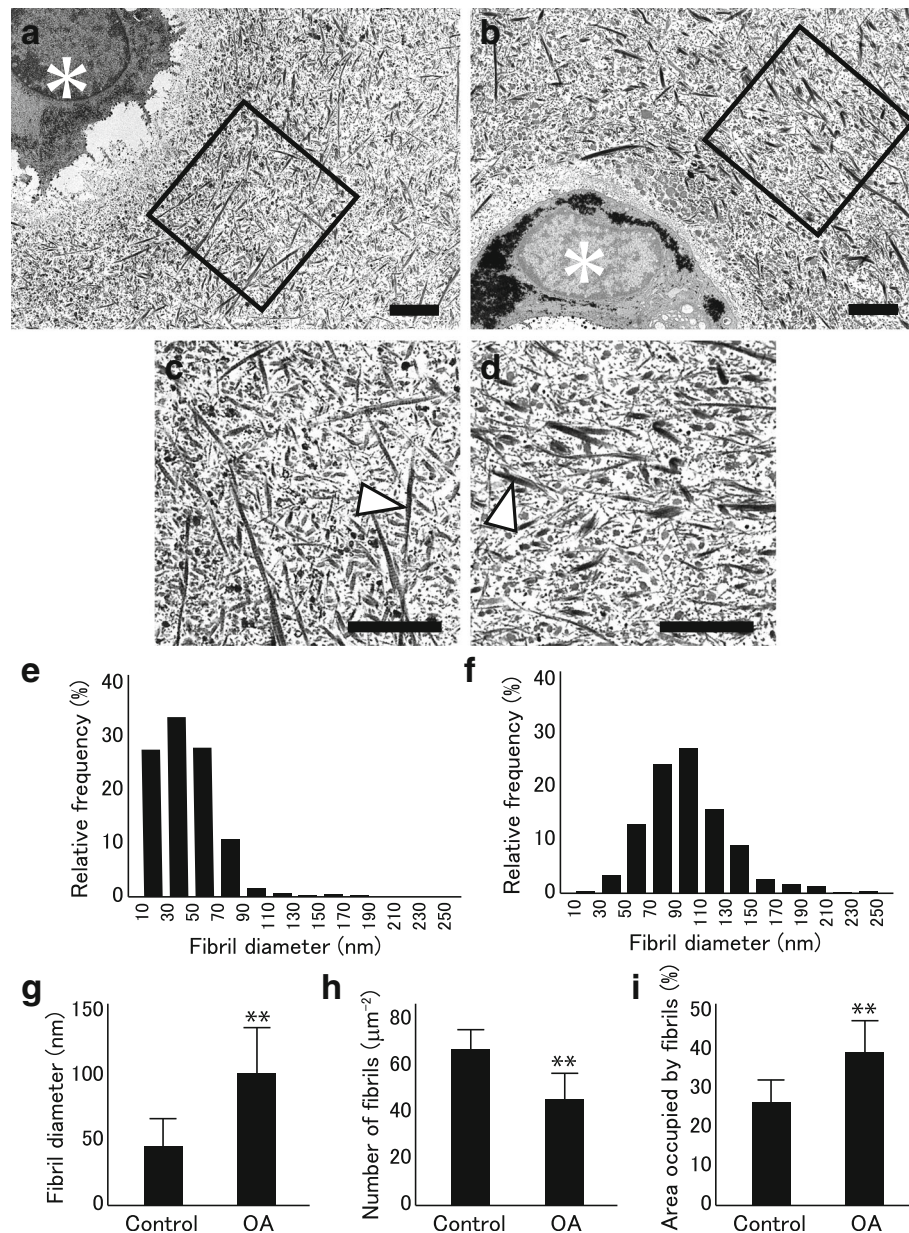 a
b
c
d
e
Relative frequency (%)
40
30
20
10
0
10
30
50
70
90
110
130
150
170
190
210
230
250
Fibril diameter (nm)
f
Relative frequency (%)
40
30
20
10
0
10
30
50
70
90
110
130
150
170
190
210
230
250
Fibril diameter (nm)
g
Fibril diameter (nm)
150
100
50
0
**
Control
OA
h
Number of fibrils (μm⁻²)
80
60
40
20
0
**
Control
OA
i
Area occupied by fibrils (%)
50
40
30
20
10
0
**
Control
OA